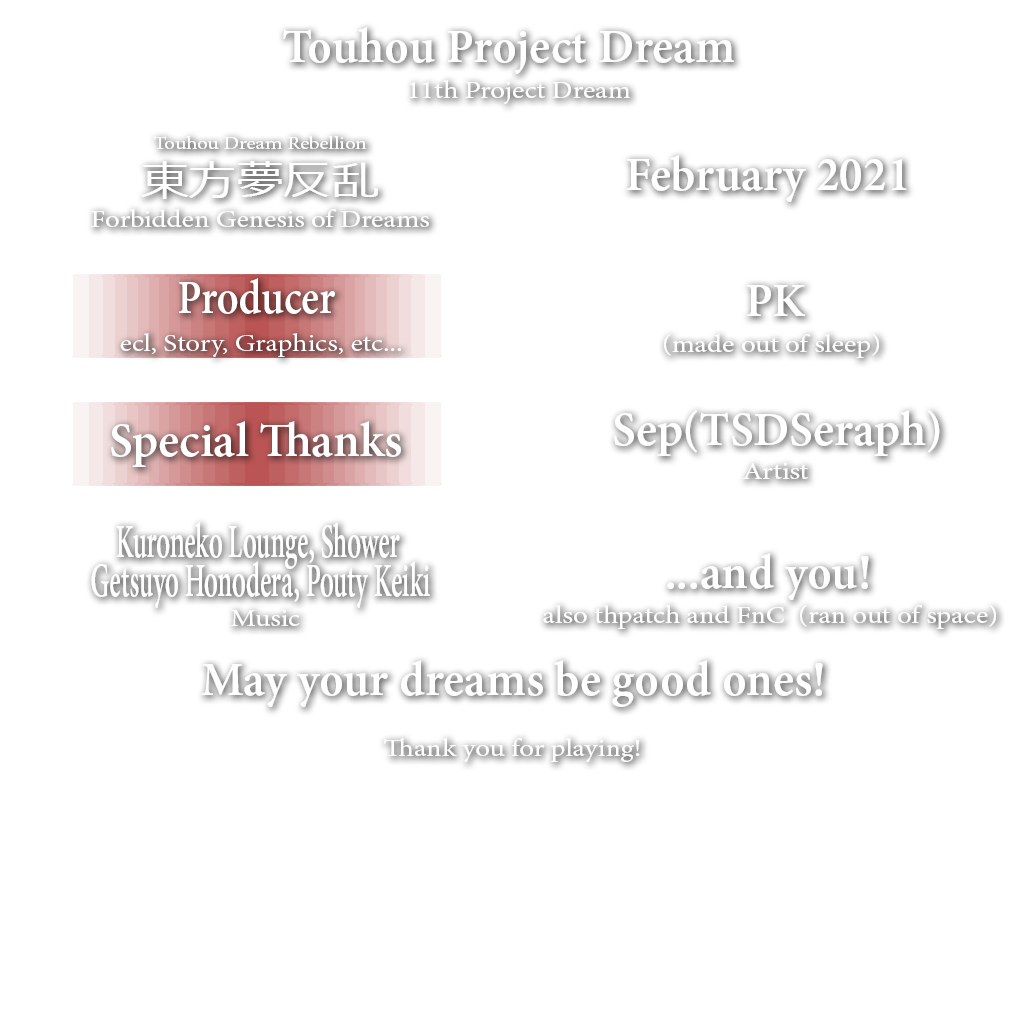 Touhou Project Dream
11th Project Dream
Touhou Dream Rebellion
東方夢反乱
Forbidden Genesis of Dreams
February 2021
Producer
ecl, Story, Graphics, etc...
PK
(made out of sleep)
Special Thanks
Sep(TSDSeraph)
Artist
Kuroneko Lounge, Shower
Getsuyo Honodera, Pouty Keiki
Music
...and you!
also thpatch and FnC (ran out of space)
May your dreams be good ones!
Thank you for playing!